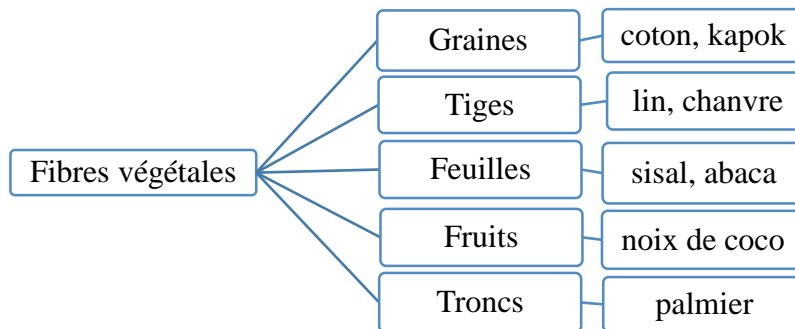 Fibres végétales
Graines
coton, kapok
Tiges
lin, chanvre
Feuilles
sisal, abaca
Fruits
noix de coco
Troncs
palmier